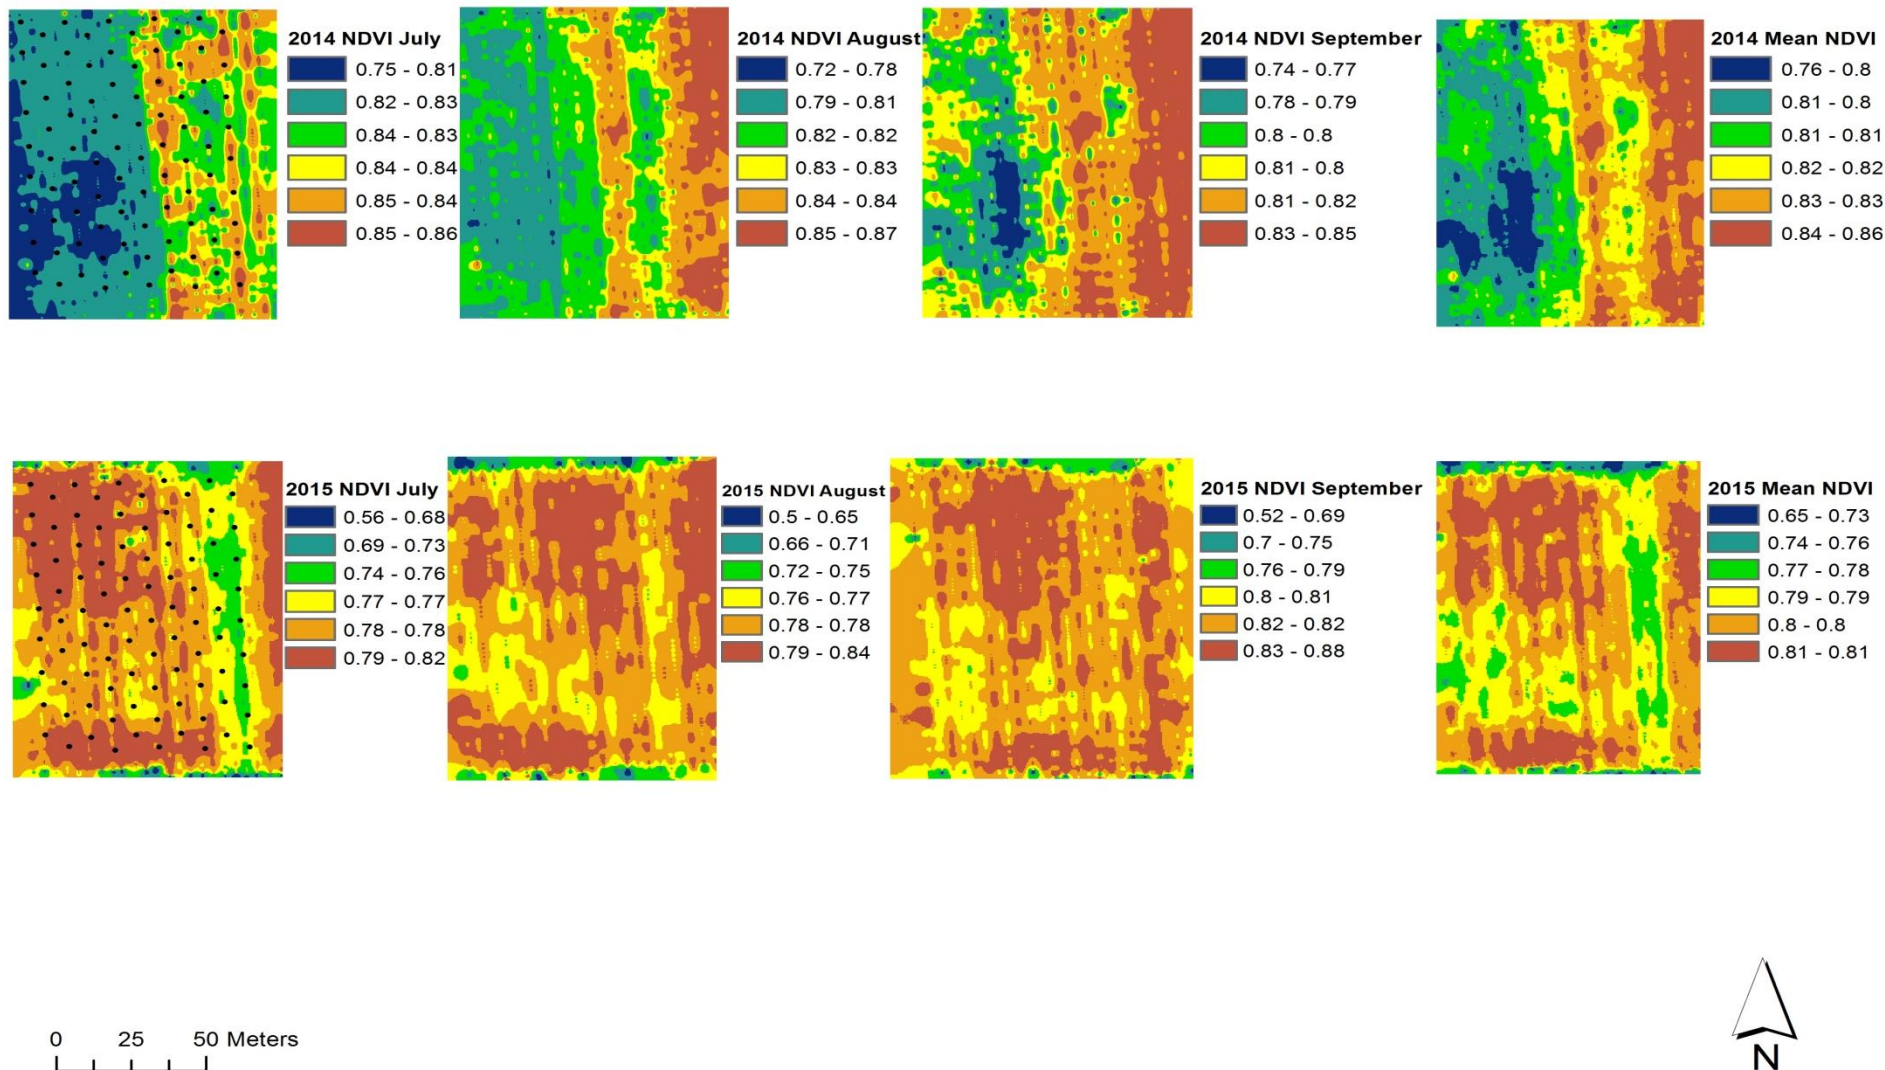 2014 NDVI July
0.75 - 0.81
0.82 - 0.83
0.84 - 0.83
0.84 - 0.84
0.85 - 0.84
0.85 - 0.86
2014 NDVI August
0.72 - 0.78
0.79 - 0.81
0.82 - 0.82
0.83 - 0.83
0.84 - 0.84
0.85 - 0.87
2014 NDVI September
0.74 - 0.77
0.78 - 0.79
0.8 - 0.8
0.81 - 0.8
0.81 - 0.82
0.83 - 0.85
2014 Mean NDVI
0.76 - 0.8
0.81 - 0.8
0.81 - 0.81
0.82 - 0.82
0.83 - 0.83
0.84 - 0.86
2015 NDVI July
0.56 - 0.68
0.69 - 0.73
0.74 - 0.76
0.77 - 0.77
0.78 - 0.78
0.79 - 0.82
2015 NDVI August
0.5 - 0.65
0.66 - 0.71
0.72 - 0.75
0.76 - 0.77
0.78 - 0.78
0.79 - 0.84
2015 NDVI September
0.52 - 0.69
0.7 - 0.75
0.76 - 0.79
0.8 - 0.81
0.82 - 0.82
0.83 - 0.88
2015 Mean NDVI
0.65 - 0.73
0.74 - 0.76
0.77 - 0.78
0.79 - 0.79
0.8 - 0.8
0.81 - 0.81
0 25 50 Meters
N